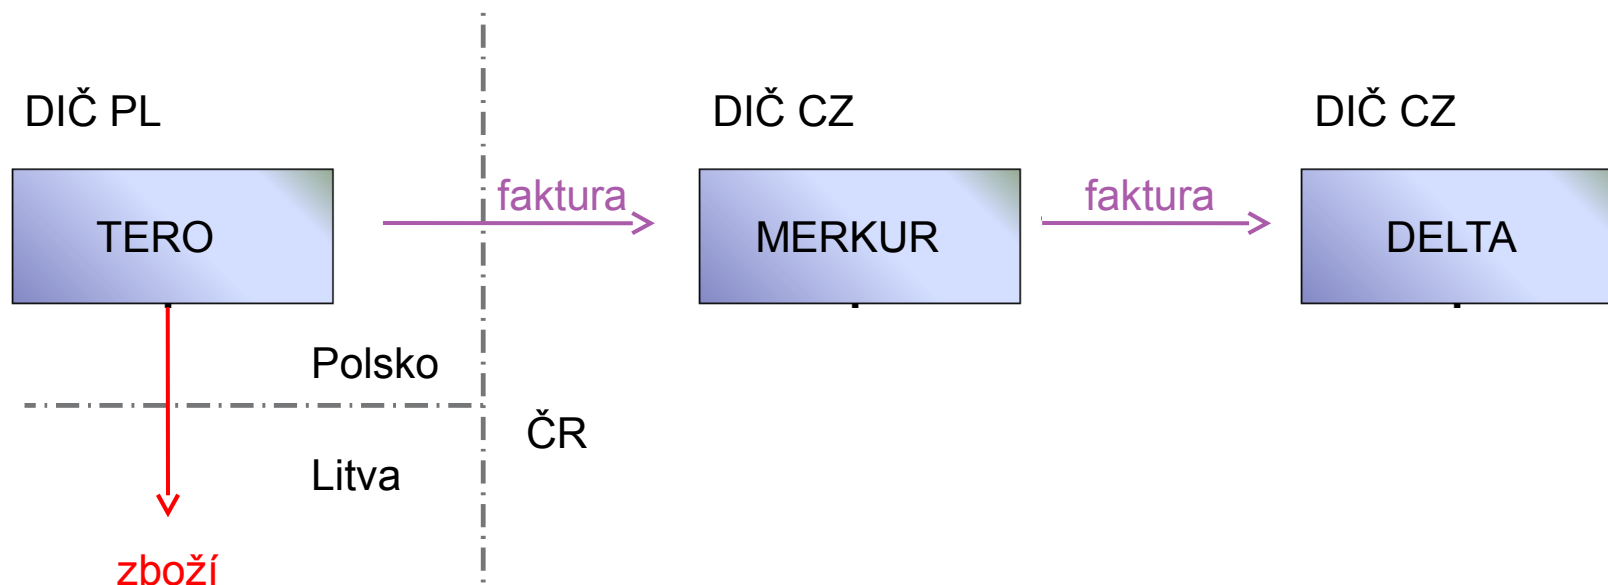 DIČ PL
DIČ CZ
DIČ CZ
TERO
faktura
MERKUR
faktura
DELTA
Polsko
ČR
Litva
zboží